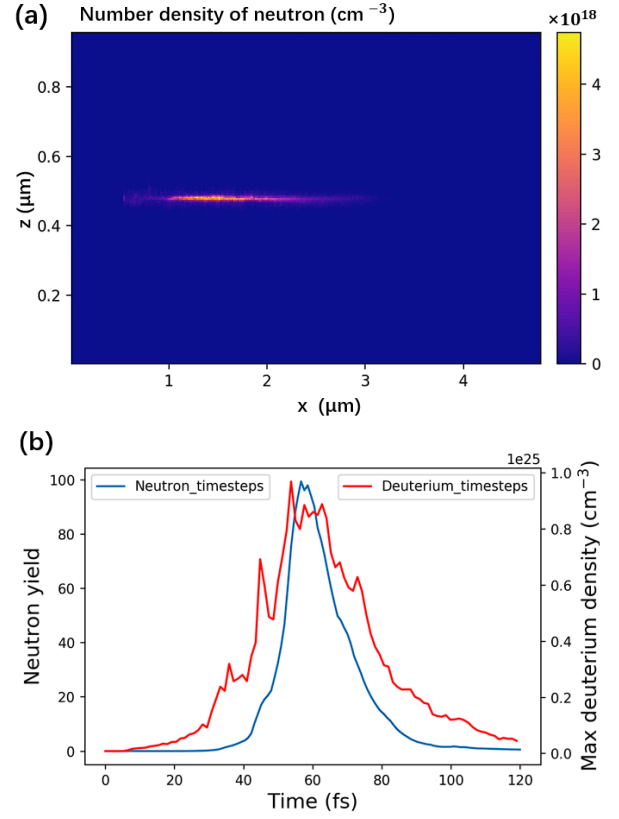 (a) Number density of neutron (cm⁻³)
×10¹⁸
0.8
0.6
0.4
0.2
z (μm)
1 2 3 4
x (μm)
4
3
2
1
0
(b)
1e25
Neutron_timesteps
Deuterium_timesteps
100
80
60
40
20
0
Neutron yield
1.0
0.8
0.6
0.4
0.2
0.0
Max deuterium density (cm⁻³)
0 20 40 60 80 100 120
Time (fs)